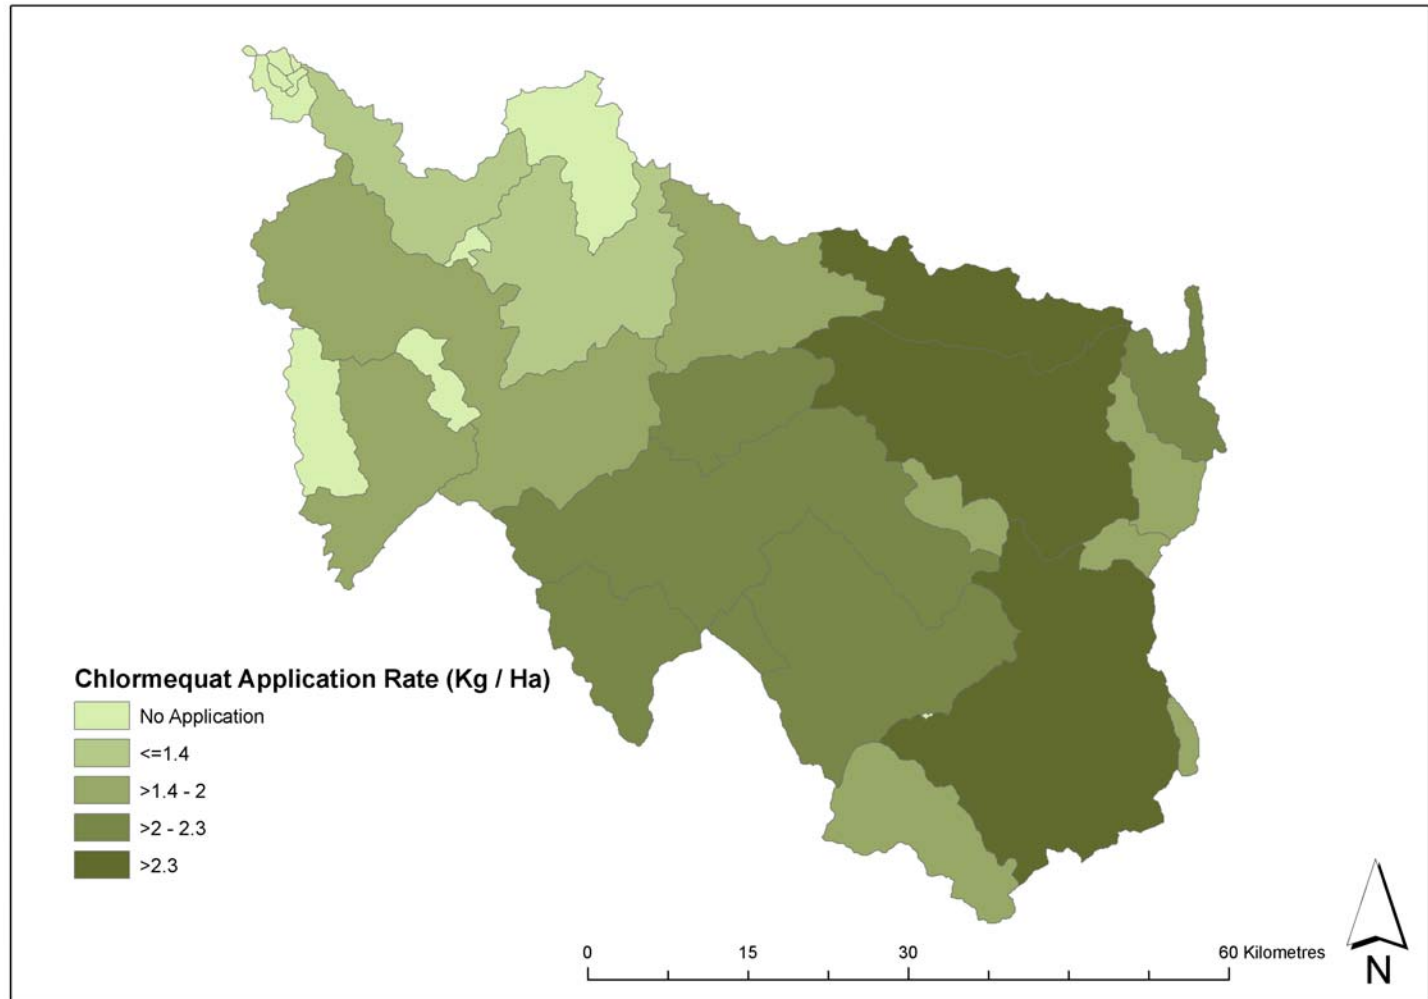 Chlormequat Application Rate (Kg / Ha)
No Application
<=1.4
>1.4 - 2
>2 - 2.3
>2.3
0 15 30 60 Kilometres
N